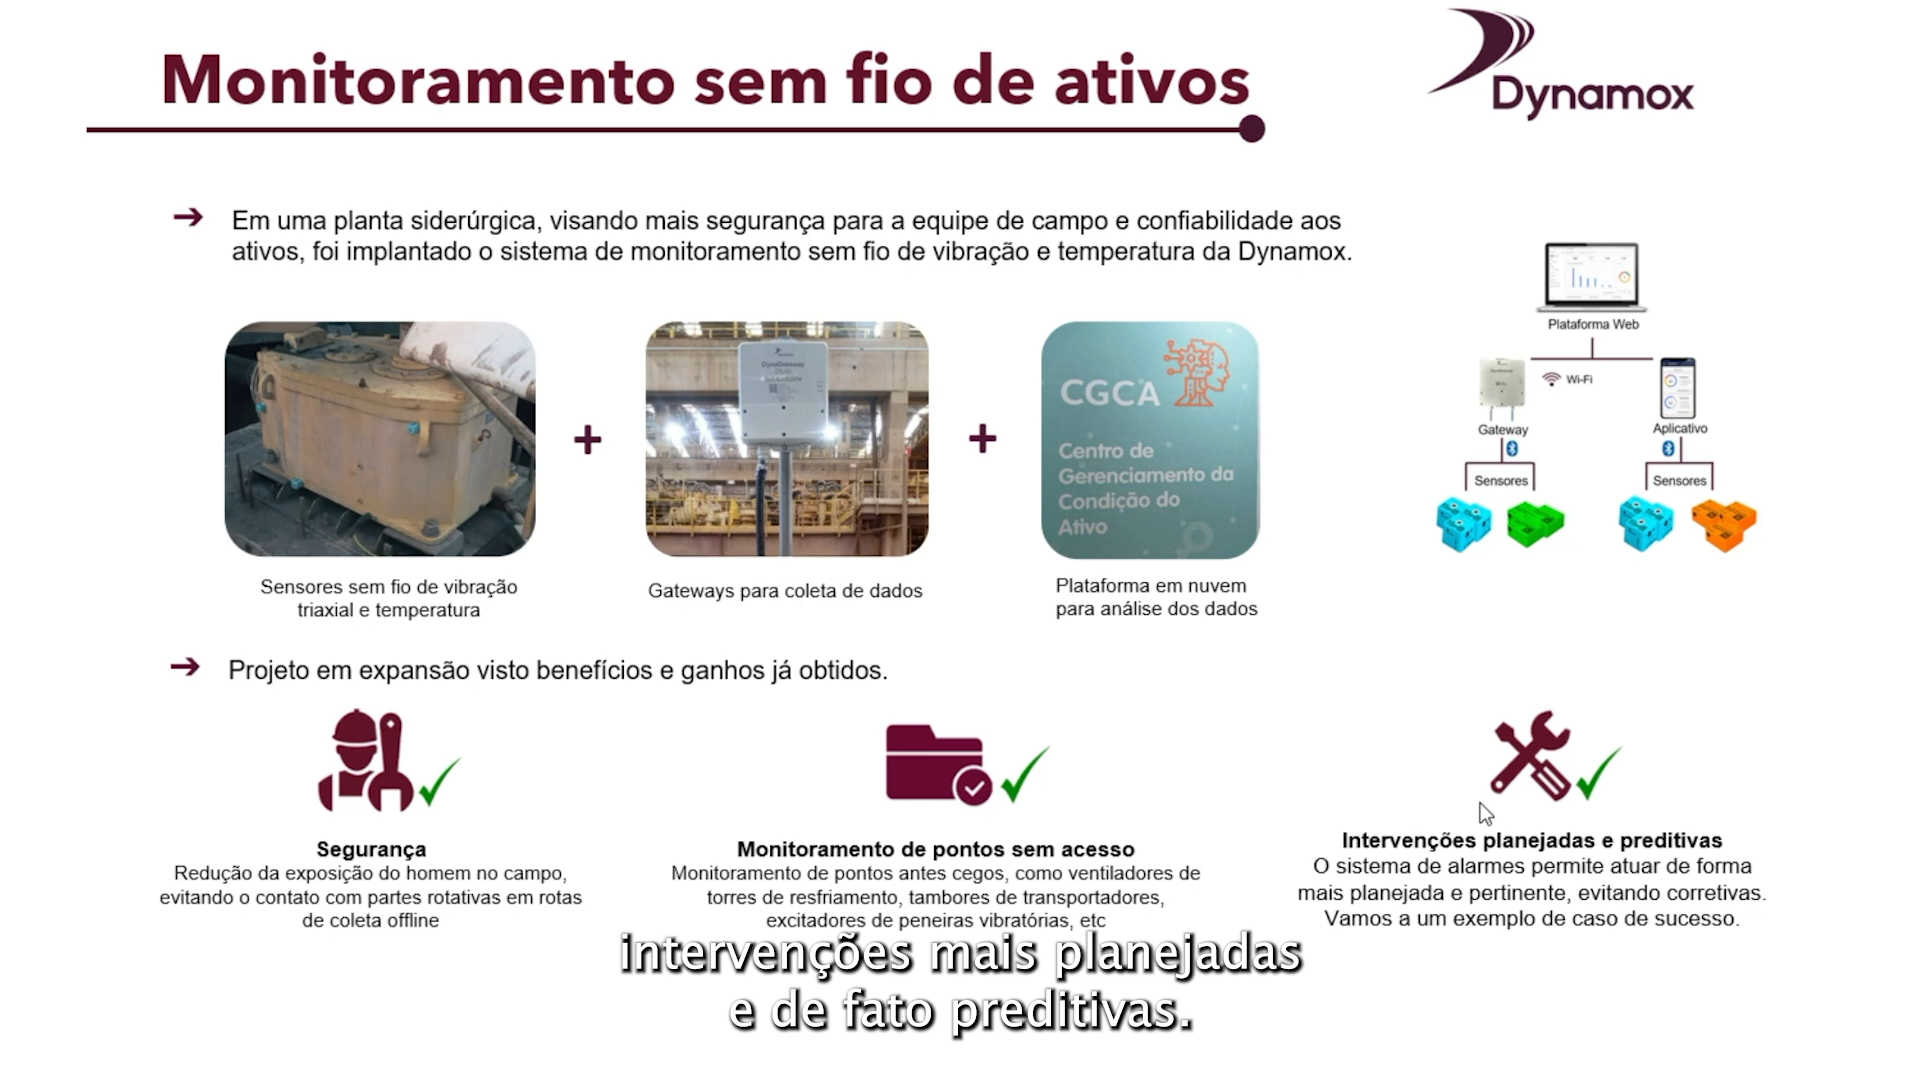 Monitoramento sem fio de ativos
Dynamox
Em uma planta siderúrgica, visando mais segurança para a equipe de campo e confiabilidade aos
ativos, foi implantado o sistema de monitoramento sem fio de vibração e temperatura da Dynamox.
DynaGateway
CGCA
Centro de
Gerenciamento da
Condição do
Ativo
Sensores sem fio de vibração
triaxial e temperatura
Gateways para coleta de dados
Plataforma em nuvem
para análise dos dados
Plataforma Web
Wi-Fi
Gateway
Aplicativo
Sensores
Sensores
Projeto em expansão visto benefícios e ganhos já obtidos.
Segurança
Redução da exposição do homem no campo,
evitando o contato com partes rotativas em rotas
de coleta offline
Monitoramento de pontos sem acesso
Monitoramento de pontos antes cegos, como ventiladores de
torres de resfriamento, tambores de transportadores,
excitadores de peneiras vibratórias, etc
Intervenções planejadas e preditivas
O sistema de alarmes permite atuar de forma
mais planejada e pertinente, evitando corretivas.
Vamos a um exemplo de caso de sucesso.
intervenções mais planejadas
e de fato preditivas.